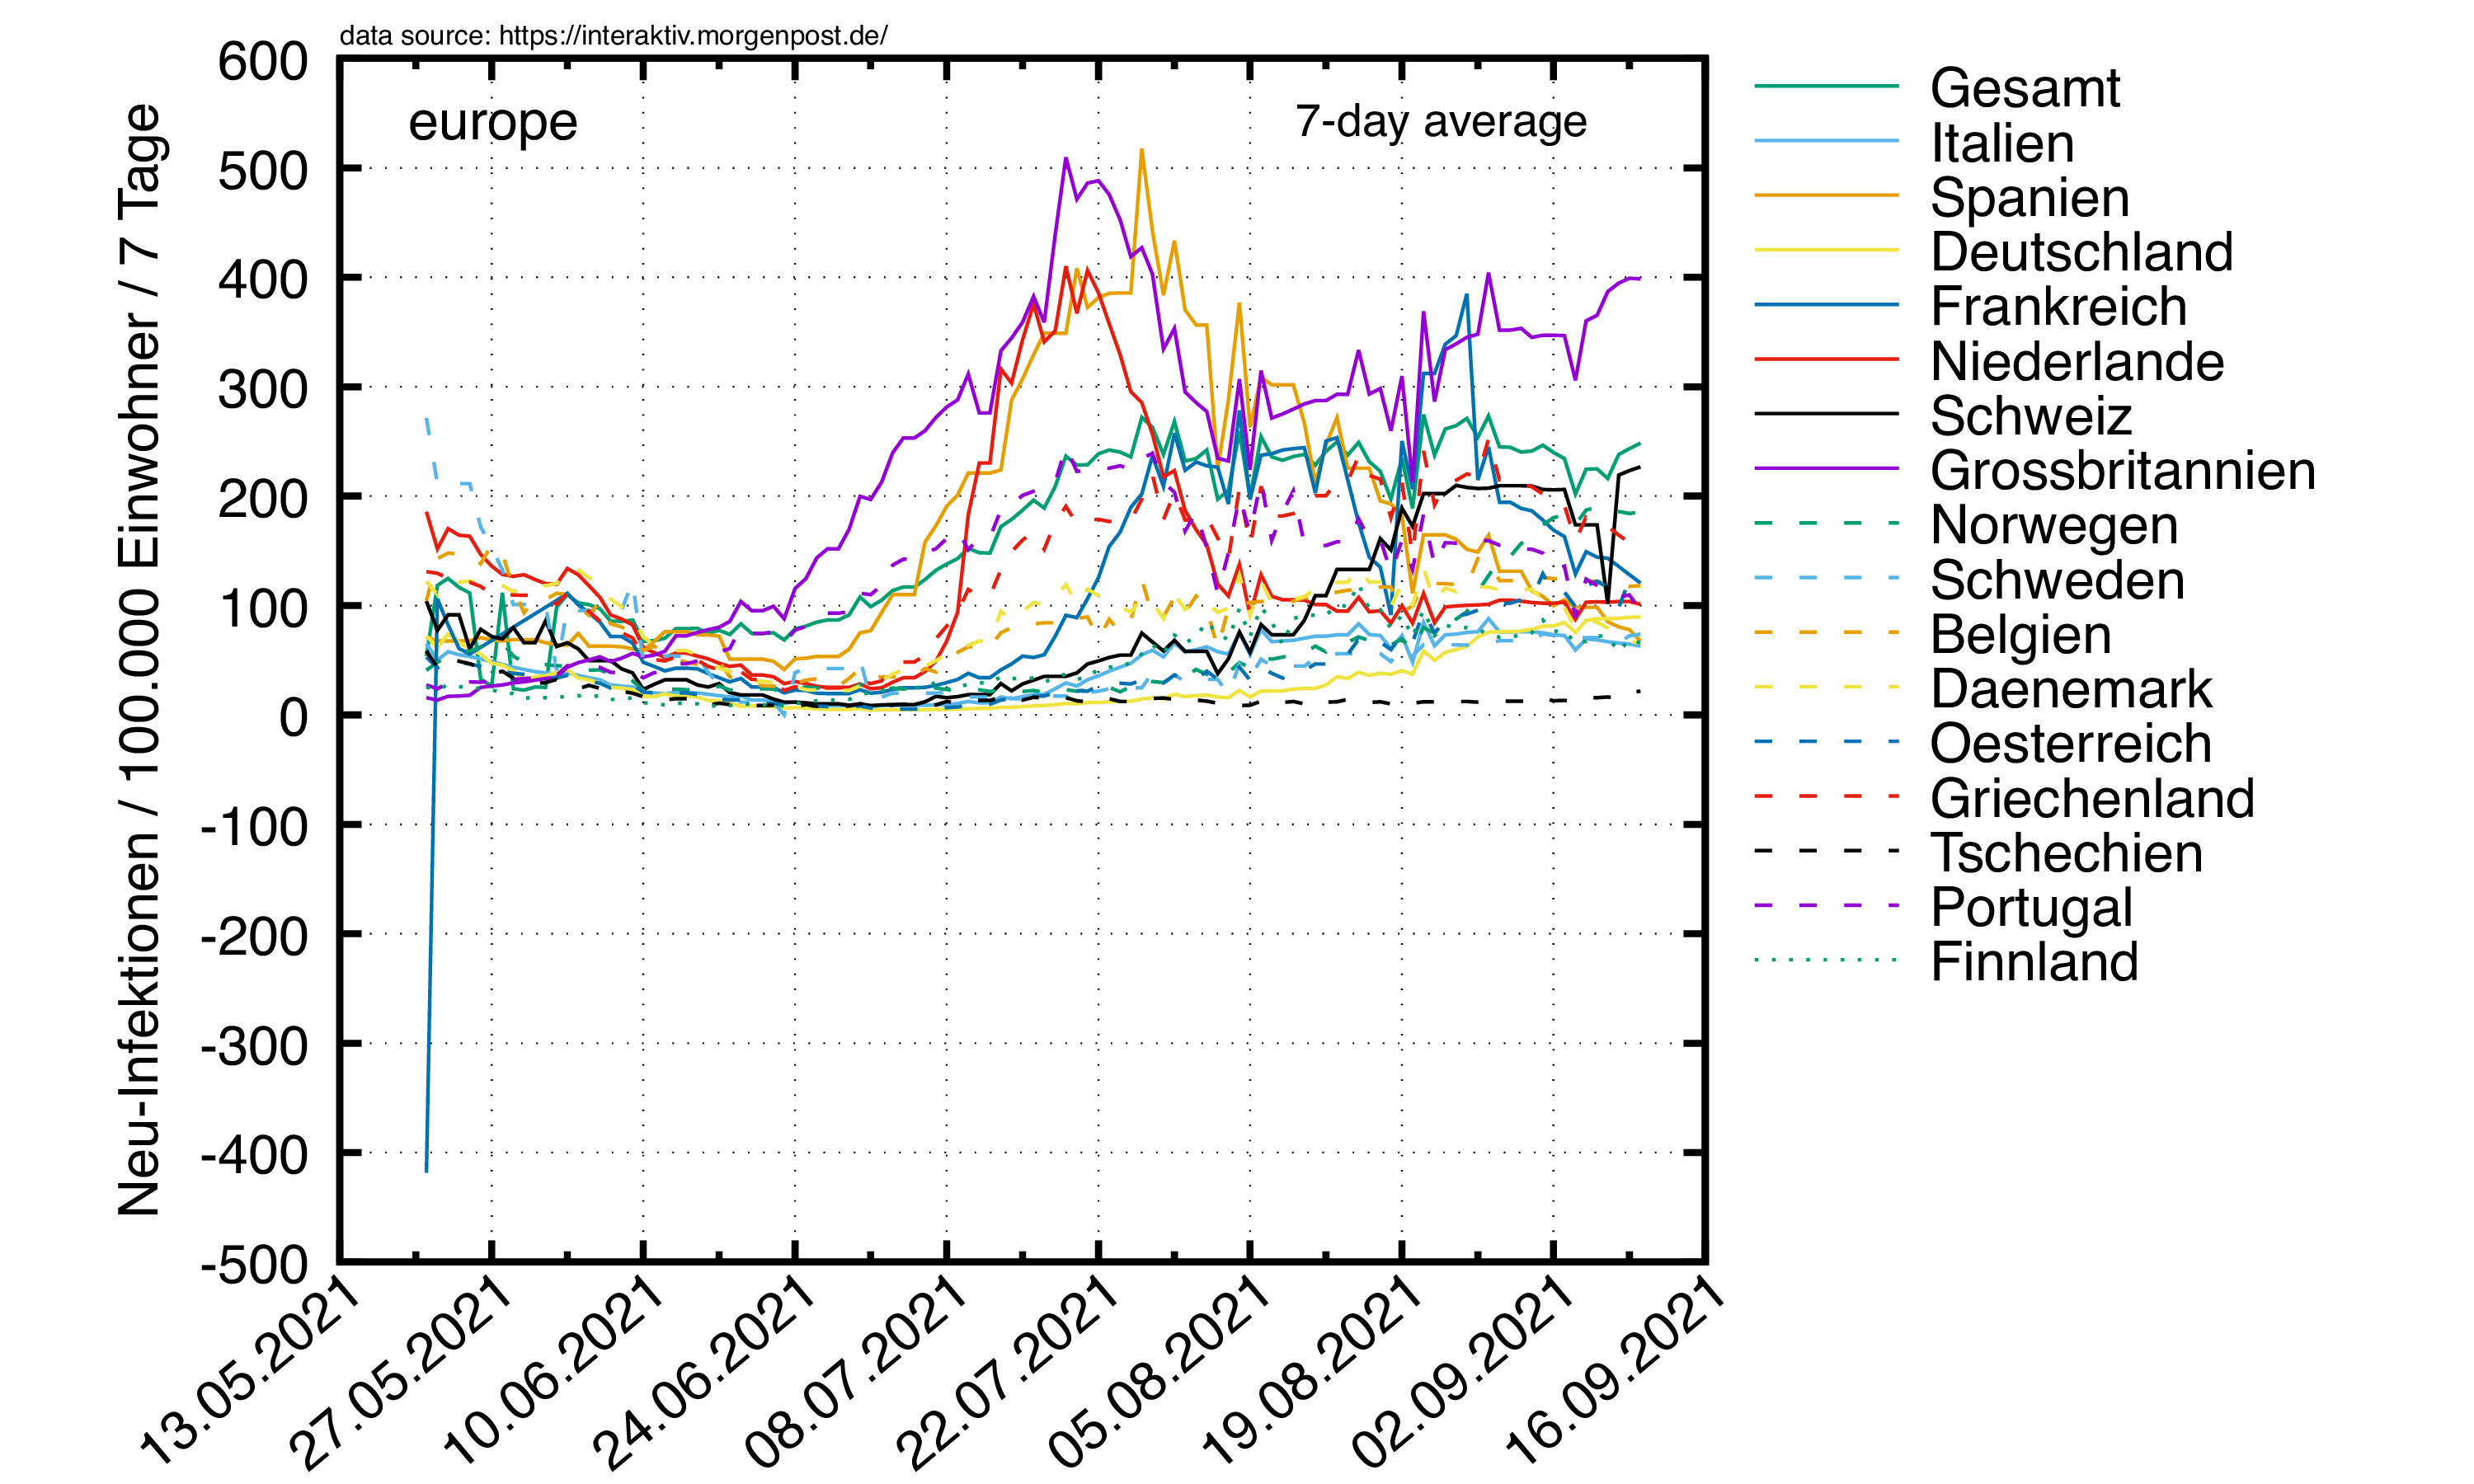 data source: https://interaktiv.morgenpost.de/
europe
7-day average
Neu-Infektionen / 100.000 Einwohner / 7 Tage
600
500
400
300
200
100
0
-100
-200
-300
-400
-500
13.05.2021
27.05.2021
10.06.2021
24.06.2021
08.07.2021
22.07.2021
05.08.2021
19.08.2021
02.09.2021
16.09.2021
Gesamt
Italien
Spanien
Deutschland
Frankreich
Niederlande
Schweiz
Grossbritannien
Norwegen
Schweden
Belgien
Daenemark
Oesterreich
Griechenland
Tschechien
Portugal
Finnland